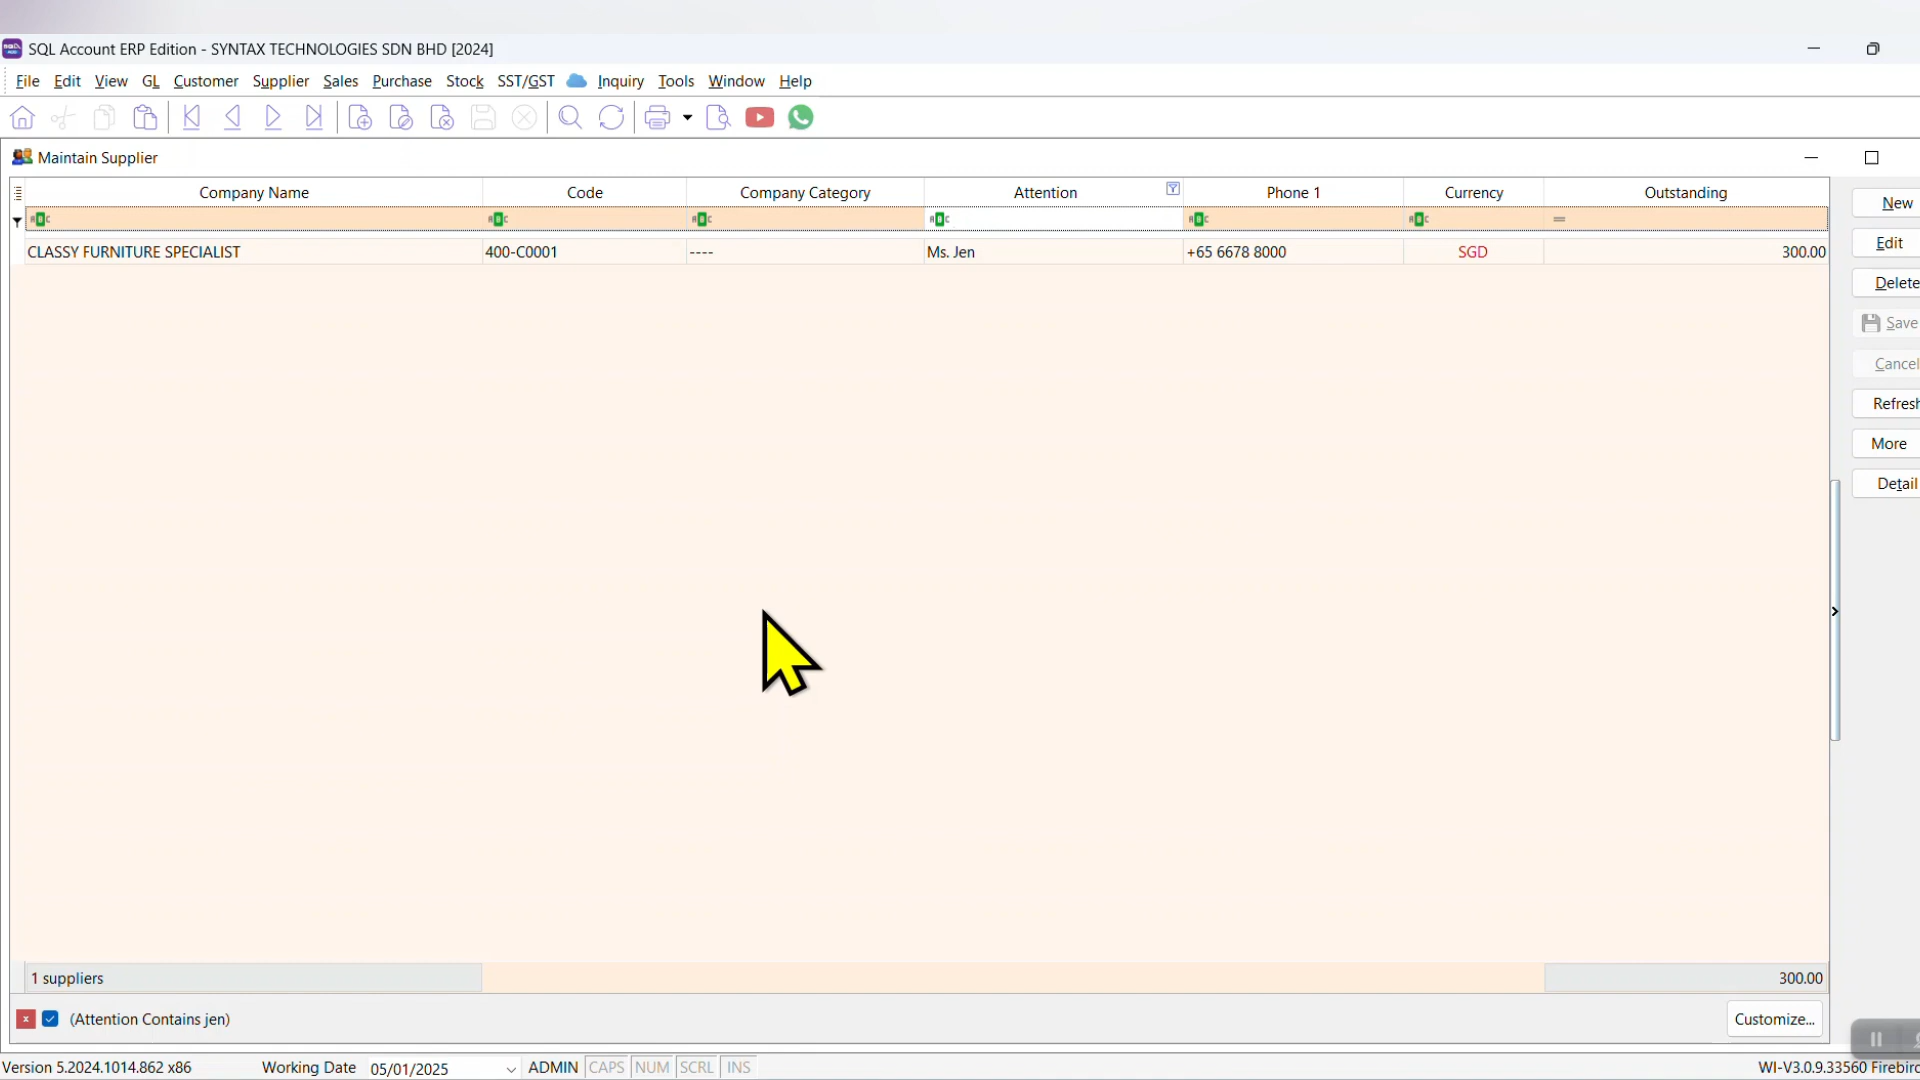 SQL Account ERP Edition - SYNTAX TECHNOLOGIES SDN BHD [2024]
File Edit View GL Customer Supplier Sales Purchase Stock SST/GST Inquiry Tools Window Help
Maintain Supplier
Company Name Code Company Category Attention Phone 1 Currency Outstanding
CLASSY FURNITURE SPECIALIST 400-C0001 ---- Ms. Jen +65 6678 8000 SGD 300.00
New
Edit
Delete
Save
Cancel
Refresh
More
Detail
1 suppliers 300.00
(Attention Contains jen) Customize...
Version 5.2024.1014.862 x86 Working Date 05/01/2025 ADMIN CAPS NUM SCRL INS WI-V3.0.9.33560 Firebird